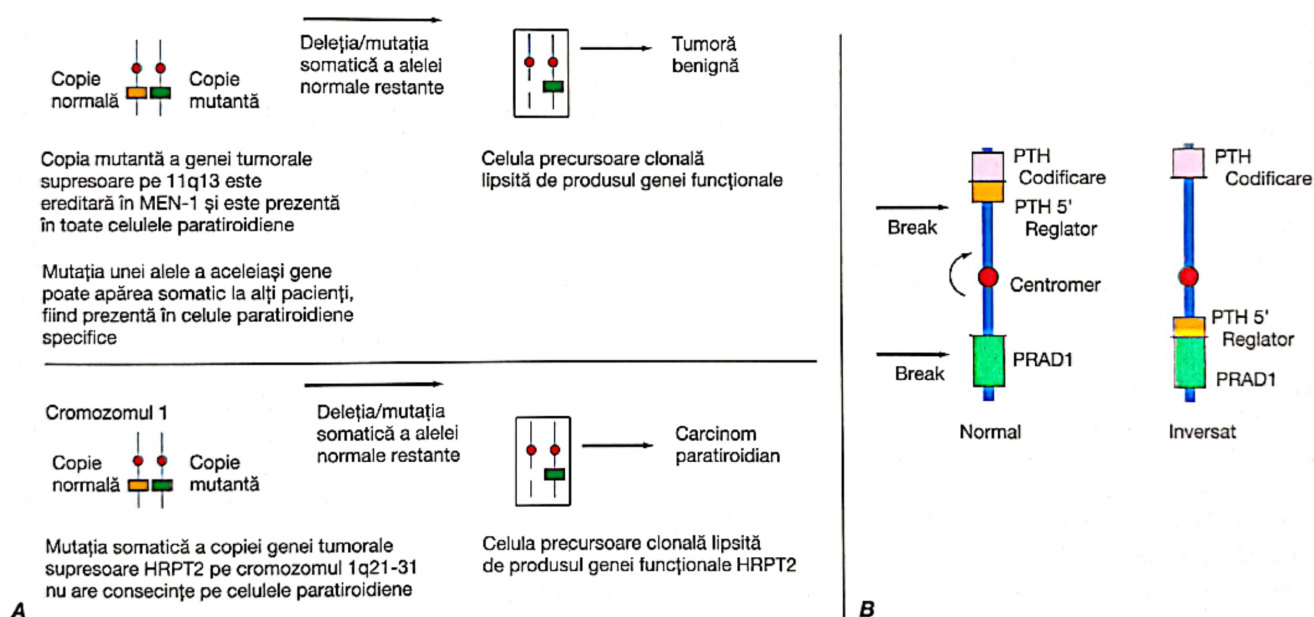 Copie
normală
Copie
mutantă
Deleția/mutația
somatică a alelei
normale restante
Tumoră
benignă
Copia mutantă a genei tumorale
supresoare pe 11q13 este
ereditară în MEN-1 și este prezentă
în toate celulele paratiroidiene
Celula precursoare clonală
lipsită de produsul genei funcționale
Mutația unei alele a aceleiași gene
poate apărea somatic la alți pacienți,
fiind prezentă în celule paratiroidiene
specifice
Cromozomul 1
Copie
normală
Copie
mutantă
Deleția/mutația
somatică a alelei
normale restante
Carcinom
paratiroidian
Mutația somatică a copiei genei tumorale
supresoare HRPT2 pe cromozomul 1q21-31
nu are consecințe pe celulele paratiroidiene
Celula precursoare clonală lipsită
de produsul genei funcționale HRPT2
A
PTH
Codificare
PTH 5'
Reglator
Break
Centromer
Break
PRAD1
Normal
PTH
Codificare
PTH 5'
Reglator
PRAD1
Inversat
B